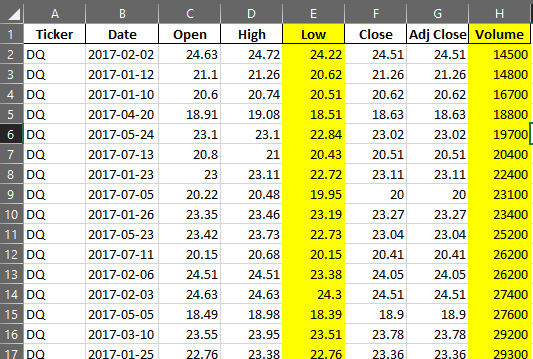 A B C D E F G H
1 Ticker Date Open High Low Close Adj Close Volume
2 DQ 2017-02-02 24.63 24.72 24.22 24.51 24.51 14500
3 DQ 2017-01-12 21.1 21.26 20.62 21.26 21.26 14800
4 DQ 2017-01-10 20.6 20.74 20.51 20.62 20.62 16700
5 DQ 2017-04-20 18.91 19.08 18.51 18.63 18.63 18800
6 DQ 2017-05-24 23.1 23.1 22.84 23.02 23.02 19700
7 DQ 2017-07-13 20.8 21 20.43 20.51 20.51 20400
8 DQ 2017-01-23 23 23.11 22.72 23.11 23.11 22400
9 DQ 2017-07-05 20.22 20.48 19.95 20 20 23100
10 DQ 2017-01-26 23.35 23.46 23.19 23.27 23.27 23400
11 DQ 2017-05-23 23.42 23.73 22.73 23.04 23.04 25200
12 DQ 2017-07-11 20.15 20.68 20.15 20.41 20.41 26200
13 DQ 2017-02-06 24.51 24.51 23.38 24.05 24.05 26200
14 DQ 2017-02-03 24.63 24.63 24.3 24.51 24.51 27400
15 DQ 2017-05-05 18.49 18.98 18.39 18.9 18.9 27600
16 DQ 2017-03-10 23.55 23.95 23.51 23.78 23.78 29200
17 DQ 2017-01-25 22.76 23.38 22.76 23.36 23.36 29300